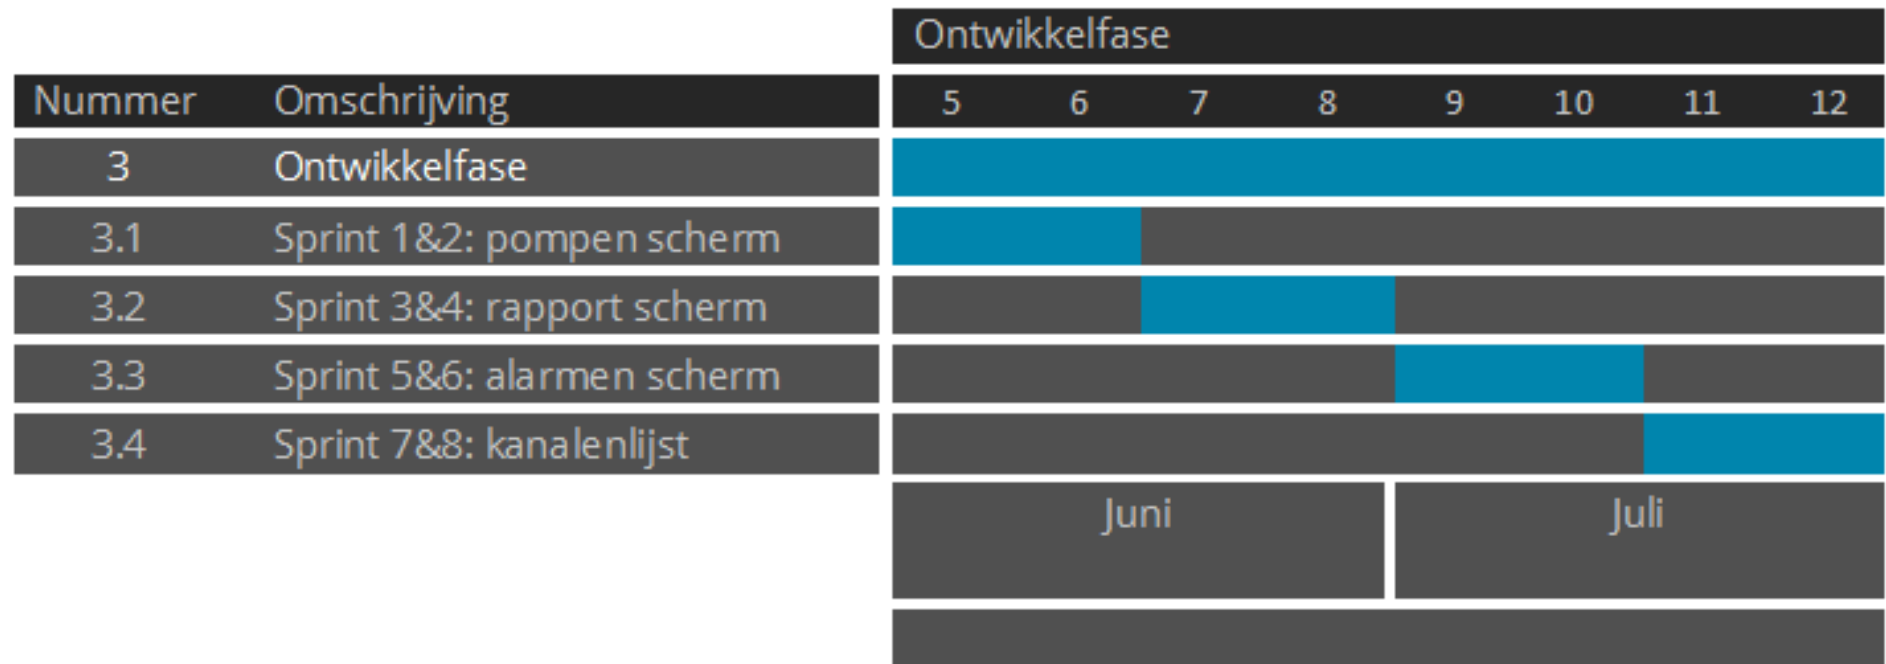 Ontwikkelfase
Nummer Omschrijving 5 6 7 8 9 10 11 12
3 Ontwikkelfase
3.1 Sprint 1&2: pompen scherm
3.2 Sprint 3&4: rapport scherm
3.3 Sprint 5&6: alarmen scherm
3.4 Sprint 7&8: kanalenlijst
Juni Juli